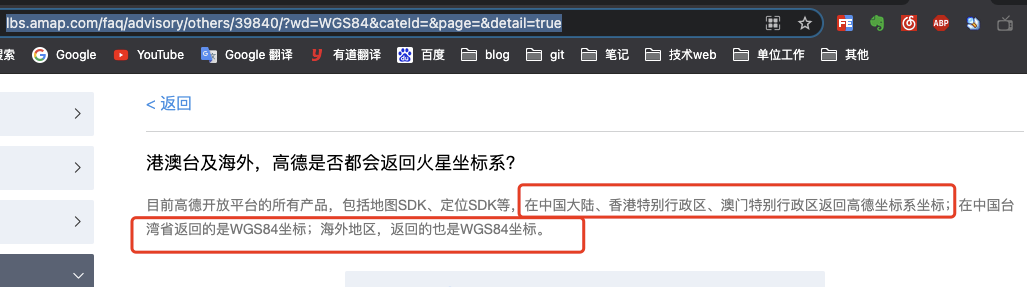 lbs.amap.com/faq/advisory/others/39840/?wd=WGS84&cateId=&page=&detail=true
搜索 Google YouTube Google 翻译 有道翻译 百度 blog git 笔记 技术web 单位工作 其他
< 返回
港澳台及海外，高德是否都会返回火星坐标系?
目前高德开放平台的所有产品，包括地图SDK、定位SDK等，在中国大陆、香港特别行政区、澳门特别行政区返回高德坐标系坐标；在中国台
湾省返回的是WGS84坐标；海外地区，返回的也是WGS84坐标。